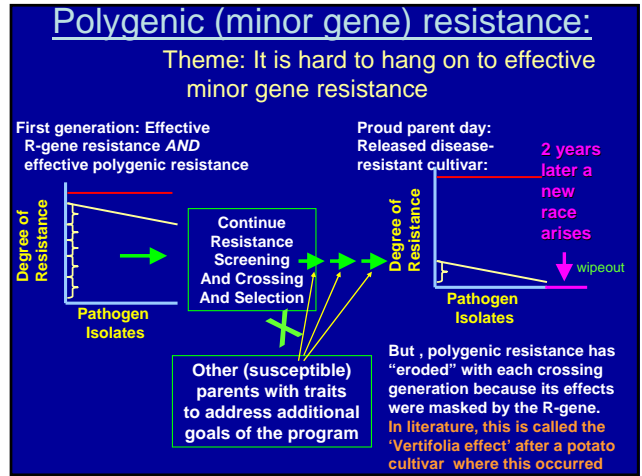 Polygenic (minor gene) resistance:
Theme: It is hard to hang on to effective
minor gene resistance
First generation: Effective
R-gene resistance AND
effective polygenic resistance
Degree of
Resistance
Pathogen
Isolates
Continue
Resistance
Screening
And Crossing
And Selection
X
Other (susceptible)
parents with traits
to address additional
goals of the program
Proud parent day:
Released disease-
resistant cultivar:
Degree of
Resistance
Pathogen
Isolates
2 years
later a
new
race
arises
wipeout
But , polygenic resistance has
“eroded” with each crossing
generation because its effects
were masked by the R-gene.
In literature, this is called the
‘Vertifolia effect’ after a potato
cultivar where this occurred